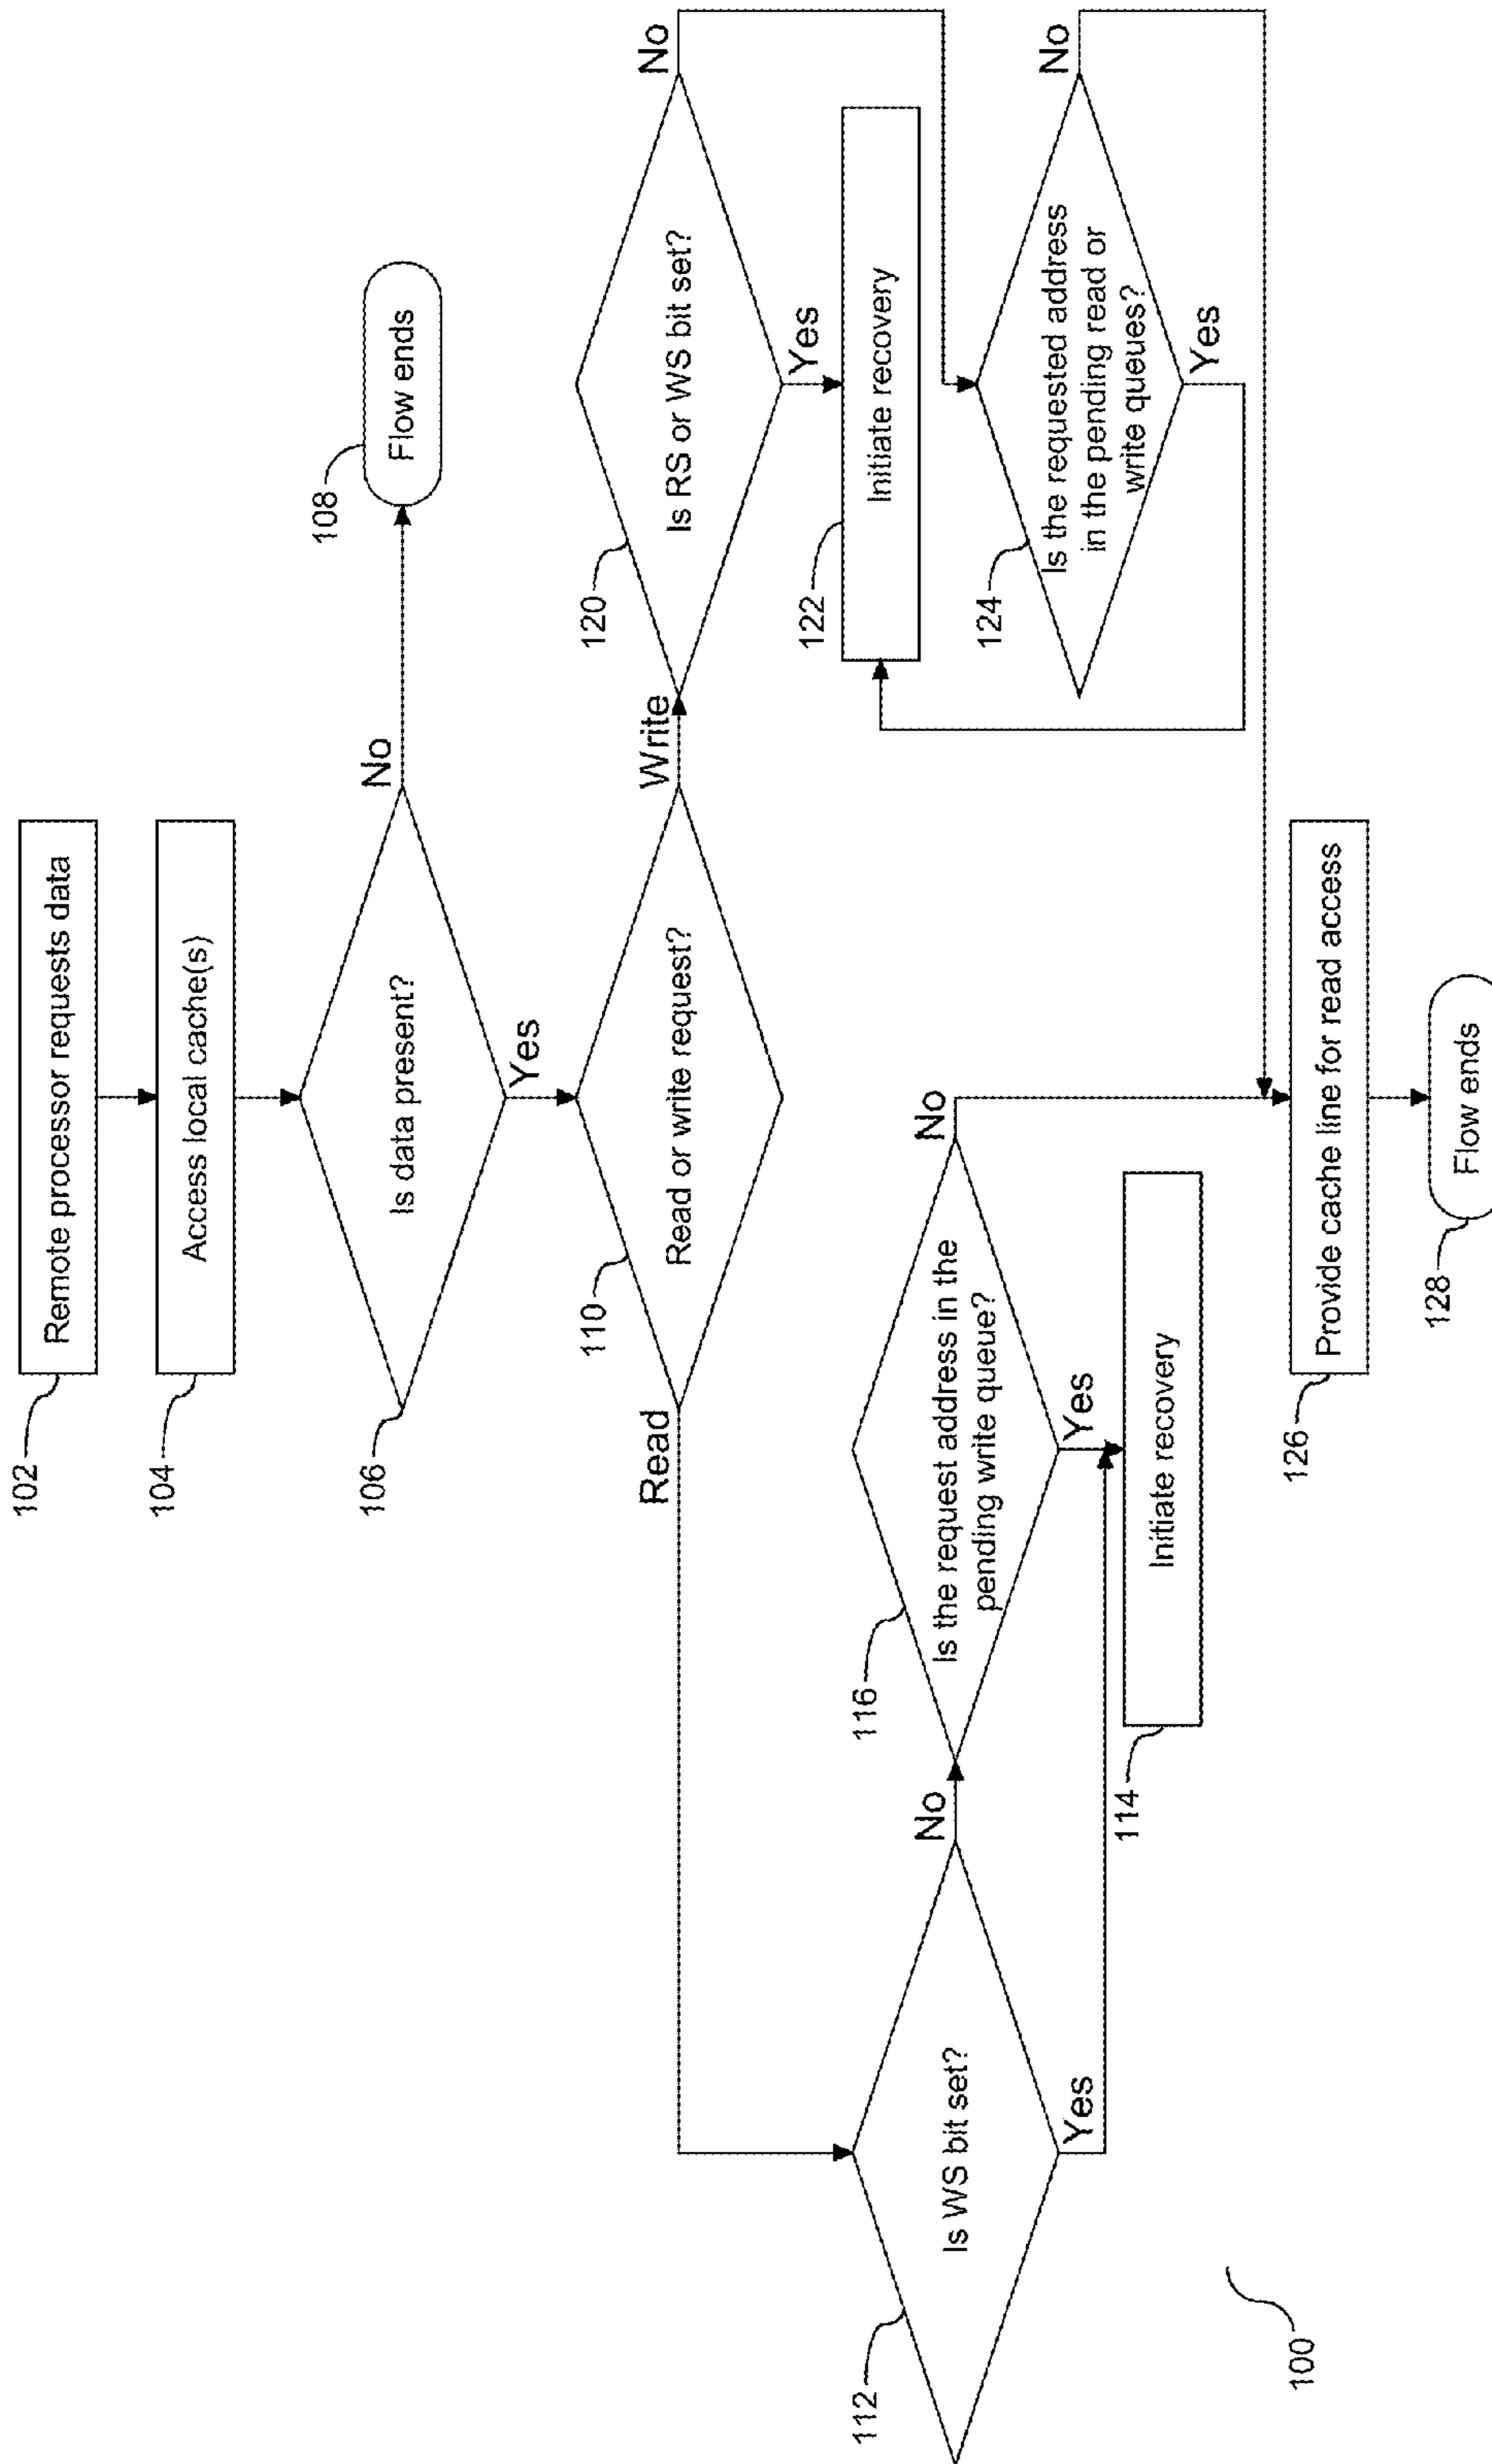 102
Remote processor requests data
104
Access local cache(s)
106
Is data present?
No
108
Flow ends
Yes
110
Read or write request?
Read
Write
120
Is RS or WS bit set?
No
Yes
122
Initiate recovery
124
Is the requested address
in the pending read or
write queues?
No
Yes
112
Is WS bit set?
No
Yes
116
Is the request address in the
pending write queue?
No
Yes
114
Initiate recovery
126
Provide cache line for read access
128
Flow ends
100